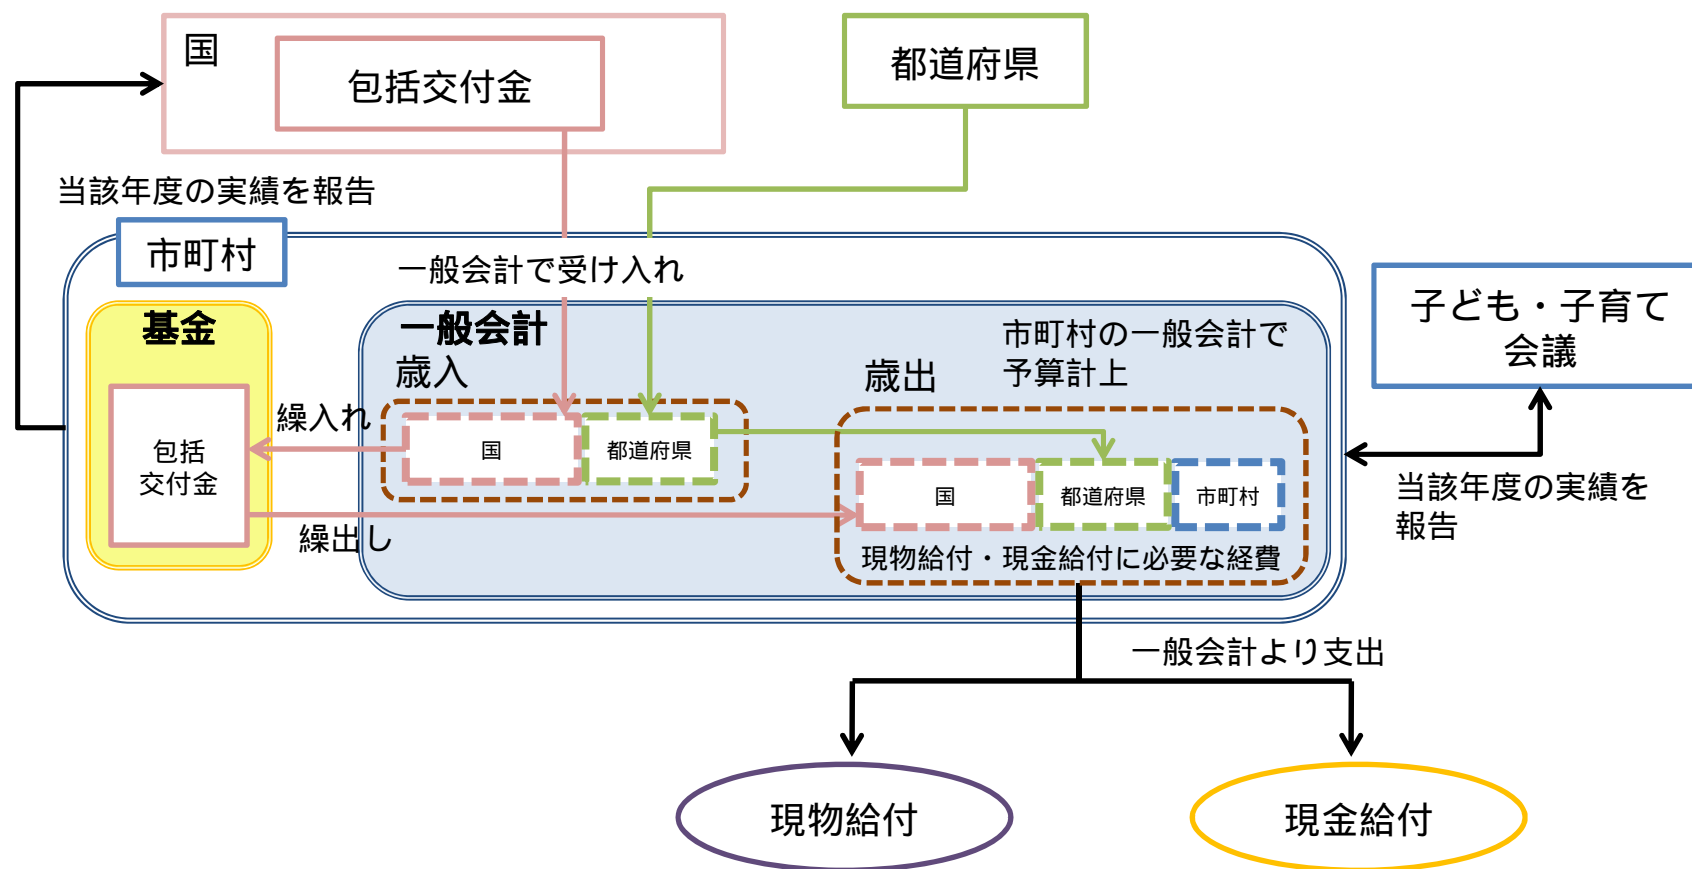 国
包括交付金
都道府県
当該年度の実績を報告
市町村
一般会計で受け入れ
子ども・子育て
会議
基金
一般会計
歳入
市町村の一般会計で
予算計上
歳出
繰入れ
国
都道府県
包括
交付金
国
都道府県
市町村
当該年度の実績を
報告
繰出し
現物給付・現金給付に必要な経費
一般会計より支出
現物給付
現金給付